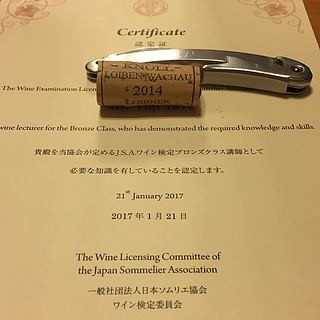 Certificate
認定証
KNOLL
LOIBEN WACHAU
2014
LOIBNER
The Wine Examination Licensing
wine lecturer for the Bronze Class, who has demonstrated the required knowledge and skills.
貴殿を当協会が定めるJ.S.A.ワイン検定ブロンズクラス講師として
必要な知識を有していることを認定します。
21st January 2017
2017年1月21日
The Wine Licensing Committee of
the Japan Sommelier Association
一般社団法人日本ソムリエ協会
ワイン検定委員会